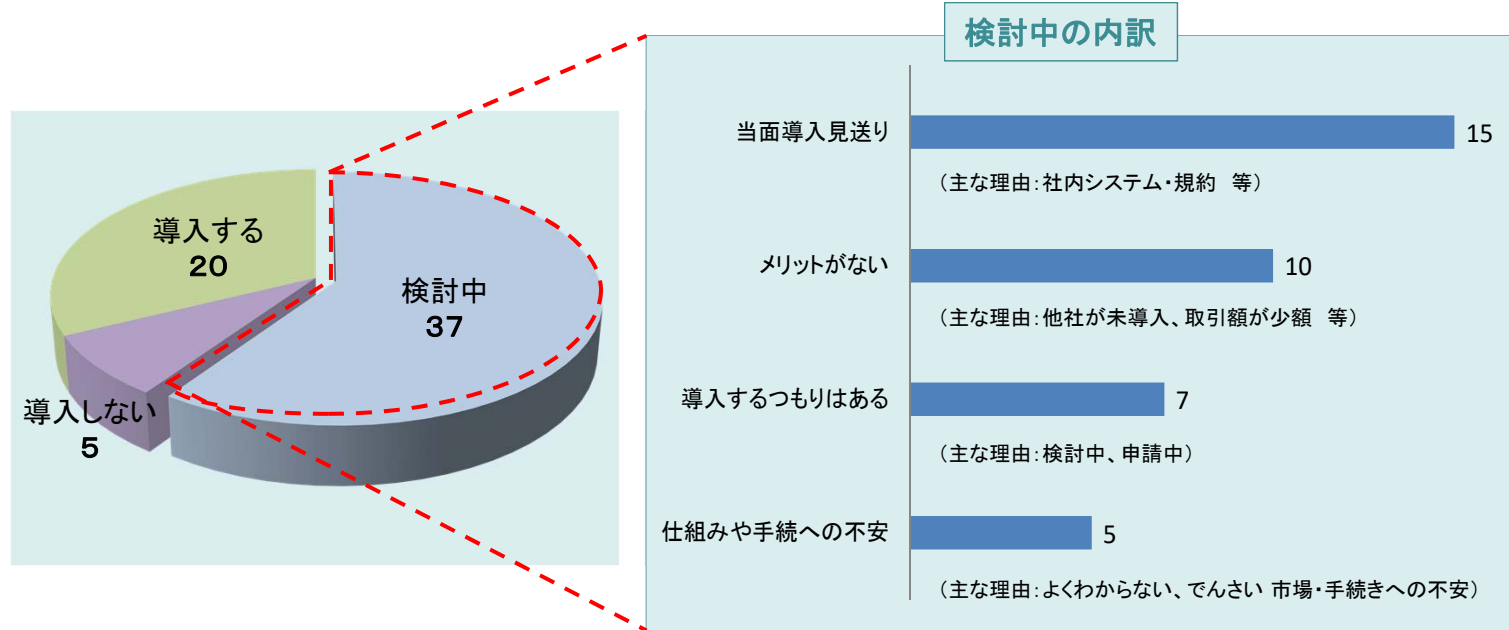 検討中の内訳
導入する
20
検討中
37
導入しない
5
当面導入見送り
15
（主な理由：社内システム・規約　等）
メリットがない
10
（主な理由：他社が未導入、取引額が少額　等）
導入するつもりはある
7
（主な理由：検討中、申請中）
仕組みや手続への不安
5
（主な理由：よくわからない、でんさい 市場・手続きへの不安）